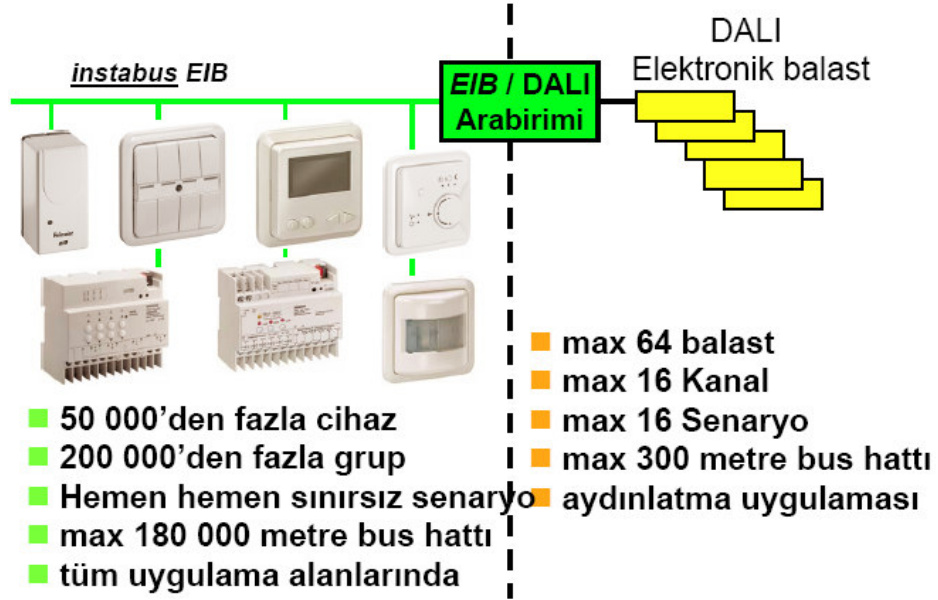 instabus EIB
EIB / DALI
Arabirimi
DALI
Elektronik balast
50 000’den fazla cihaz
200 000’den fazla grup
Hemen hemen sınırsız senaryo
max 180 000 metre bus hattı
tüm uygulama alanlarında
max 64 balast
max 16 Kanal
max 16 Senaryo
max 300 metre bus hattı
aydınlatma uygulaması